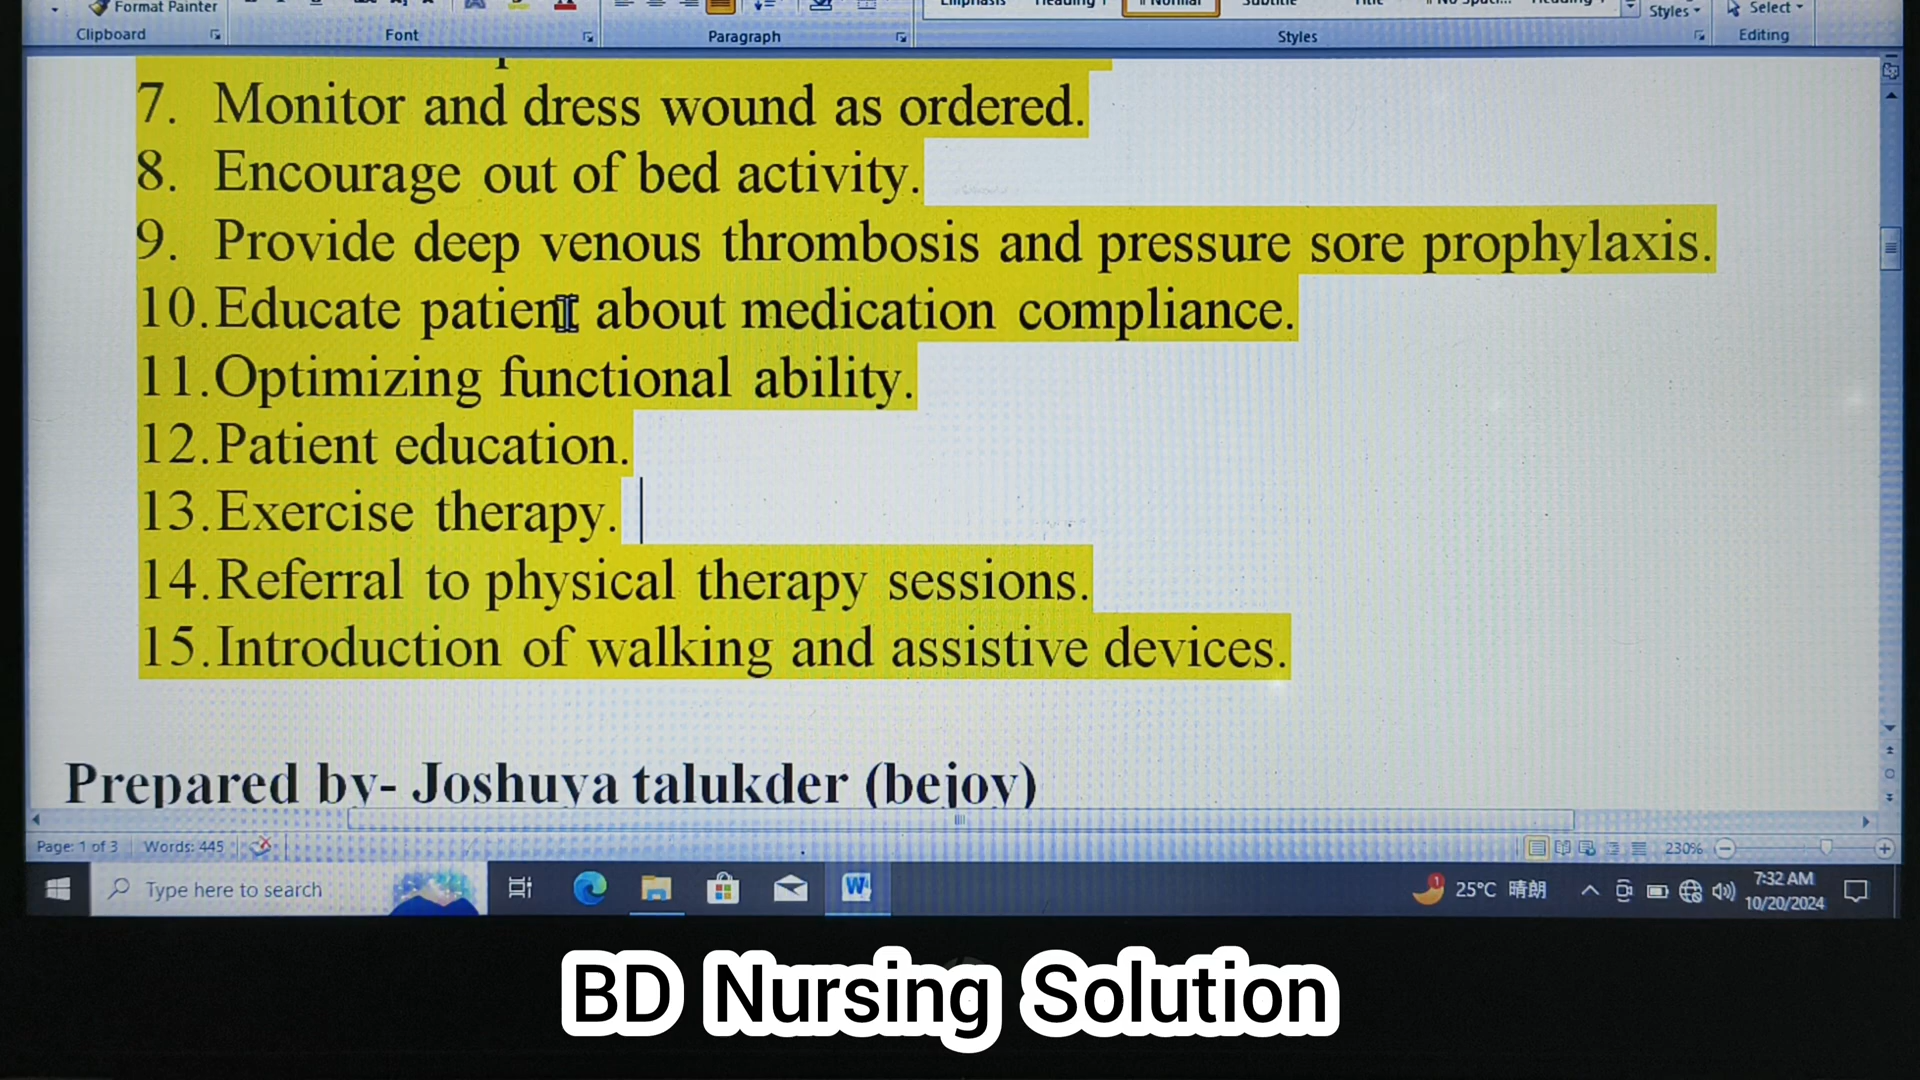 Format Painter
Styles
Select
Clipboard
Font
Paragraph
Styles
Editing
7. Monitor and dress wound as ordered.
8. Encourage out of bed activity.
9. Provide deep venous thrombosis and pressure sore prophylaxis.
10.Educate patient about medication compliance.
11.Optimizing functional ability.
12.Patient education.
13.Exercise therapy.
14.Referral to physical therapy sessions.
15.Introduction of walking and assistive devices.
Prepared by- Joshuya talukder (bejoy)
Page: 1 of 3 Words: 445
230%
Type here to search
25°C 晴朗
7:32 AM
10/20/2024
BD Nursing Solution